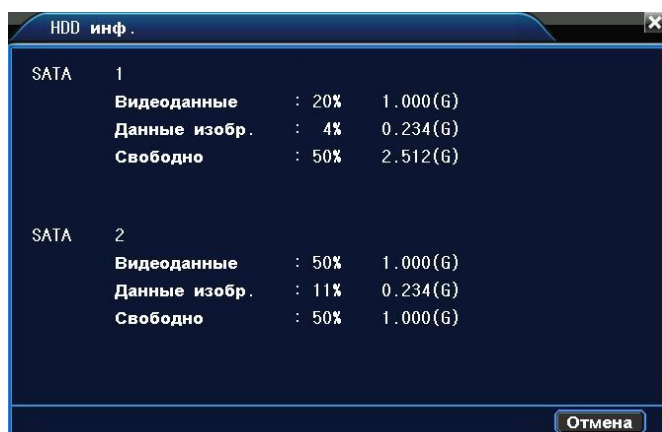 HDD инф.
SATA 1
Видеоданные : 20% 1.000(G)
Данные изобр. : 4% 0.234(G)
Свободно : 50% 2.512(G)
SATA 2
Видеоданные : 50% 1.000(G)
Данные изобр. : 11% 0.234(G)
Свободно : 50% 1.000(G)
Отмена